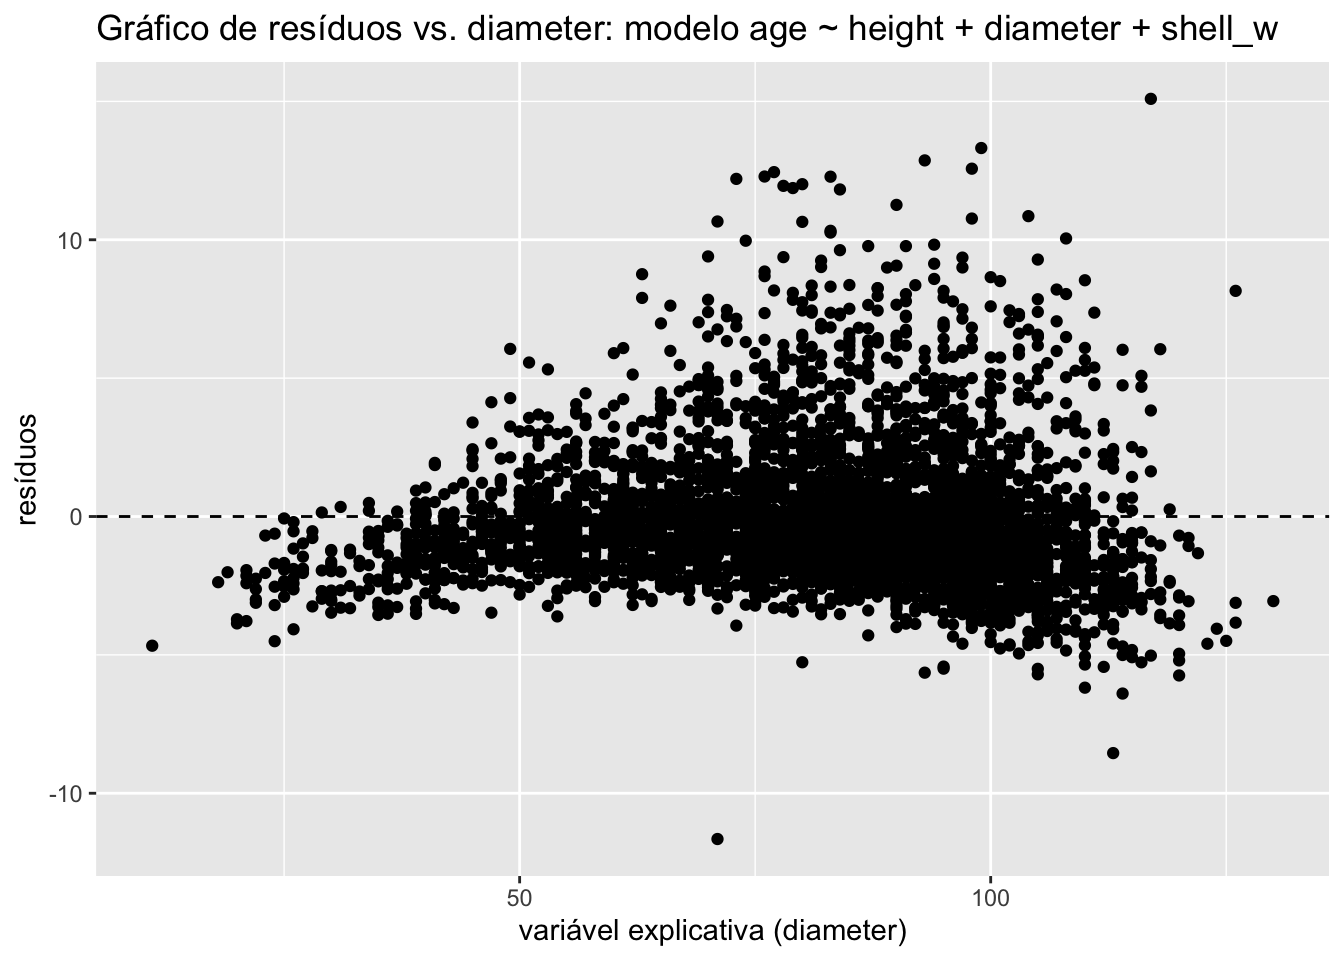 Gráfico de resíduos vs. diameter: modelo age ~ height + diameter + shell_w
resíduos
10
0
-10
50
100
variável explicativa (diameter)